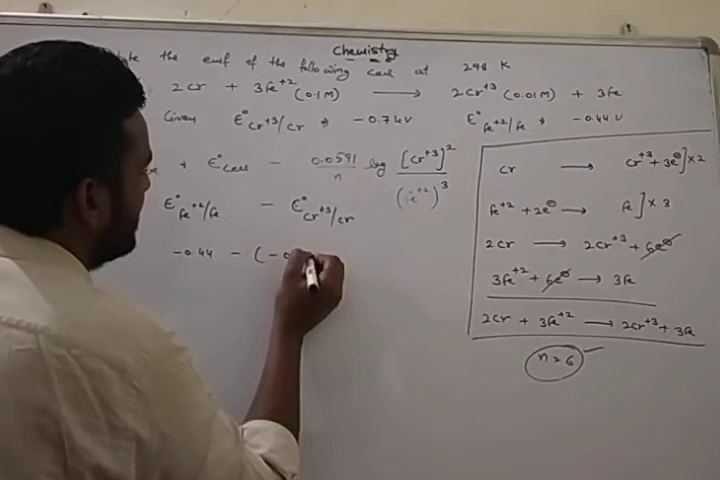 Chemistry
the emf of the following cell at 298 K
2Cr + 3Fe+2 (0.1M) ⟶ 2Cr+3 (0.01M) + 3Fe
Given E°Cr+3/Cr = -0.74V E°Fe+2/Fe = -0.44V
= E°cell - 0.0591/n log [Cr+3]2/(Fe+2)3
E°Fe+2/Fe - E°Cr+3/Cr
-0.44 - (-0
Cr ⟶ Cr+3 + 3e⊖] × 2
Fe+2 + 2e⊖ ⟶ Fe] × 3
2Cr ⟶ 2Cr+3 + 6e⊖
3Fe+2 + 6e⊖ ⟶ 3Fe
2Cr + 3Fe+2 ⟶ 2Cr+3 + 3Fe
n = 6